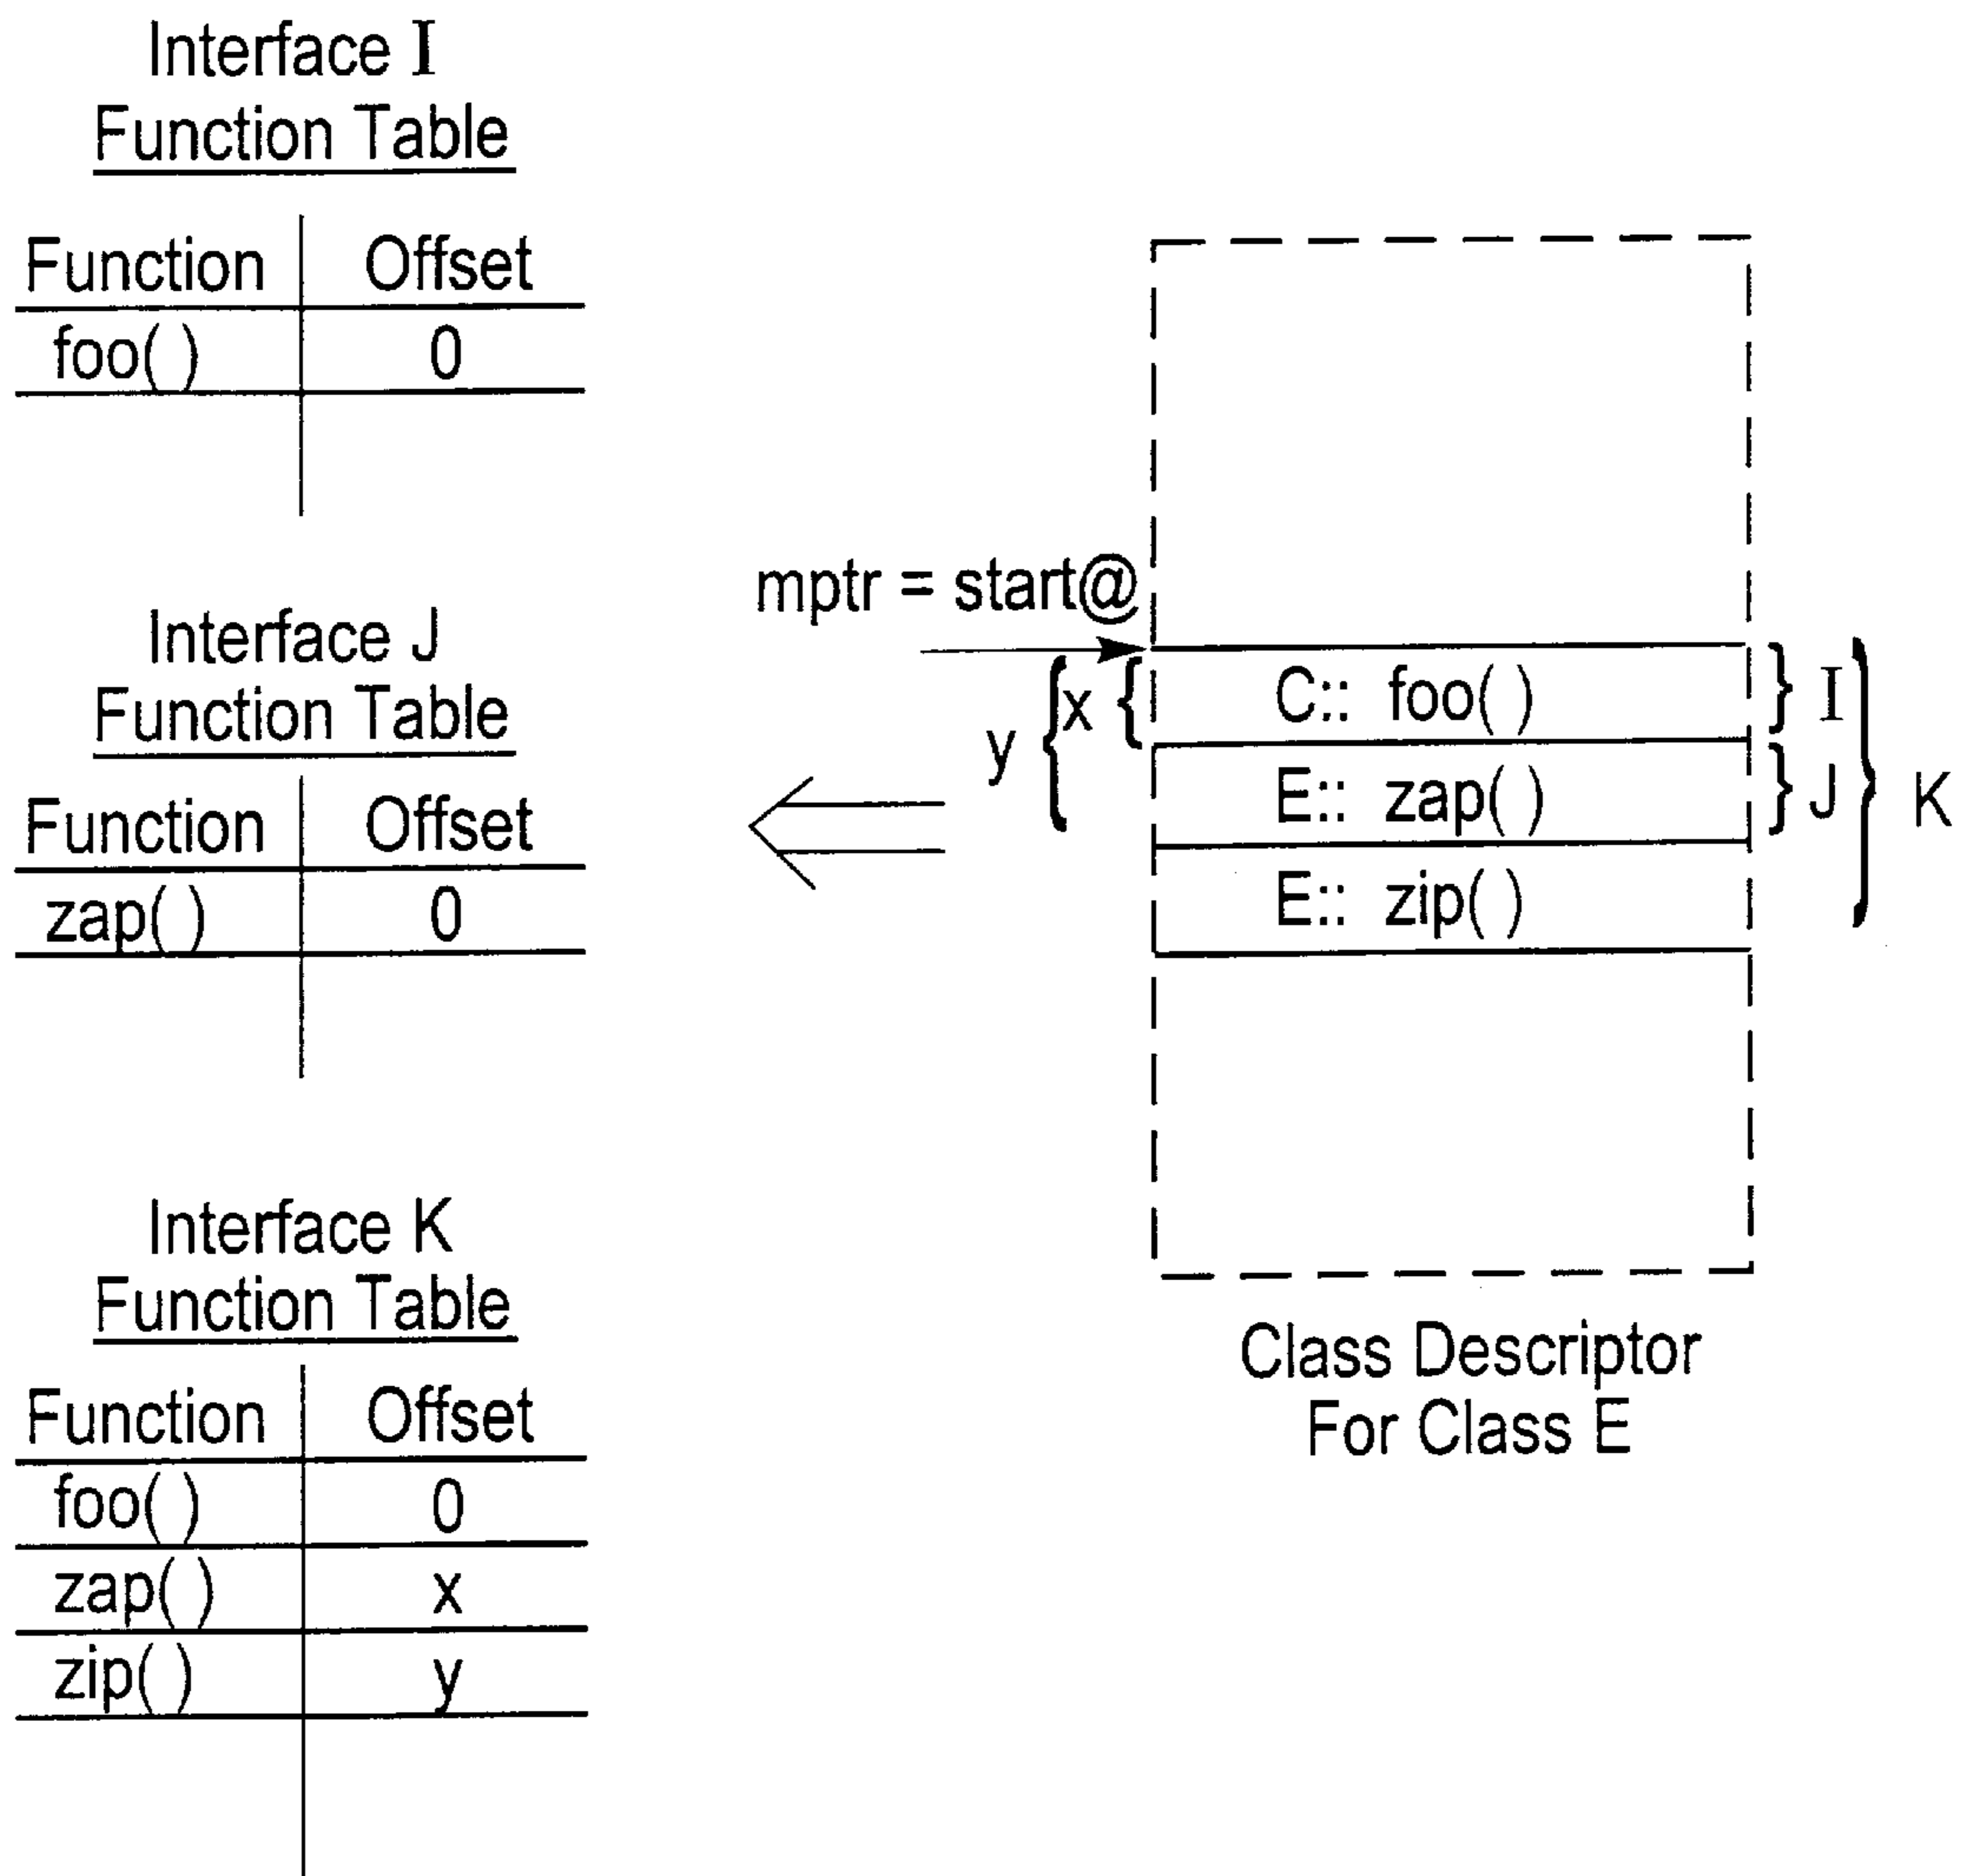 Interface I
Function Table
Function Offset
foo( ) 0
Interface J
Function Table
Function Offset
zap( ) 0
Interface K
Function Table
Function Offset
foo( ) 0
zap( ) x
zip( ) y
mptr = start@
y
x
C:: foo( )
E:: zap( )
E:: zip( )
I
J
K
Class Descriptor
For Class E